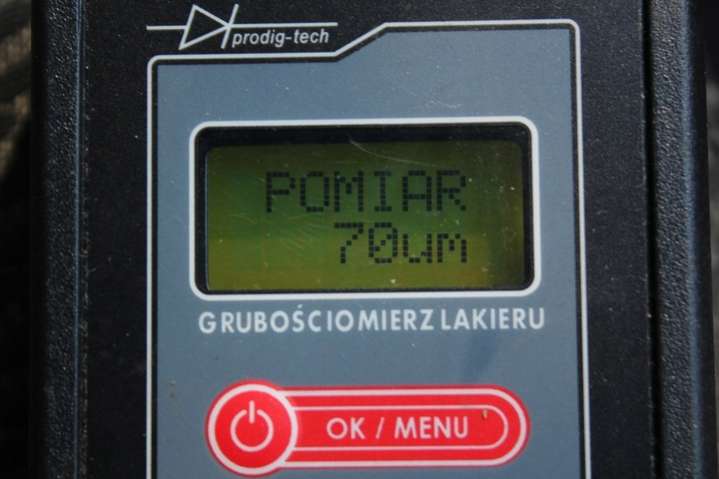 prodig-tech
POMIAR
70um
GRUBOŚCIOMIERZ LAKIERU
OK / MENU